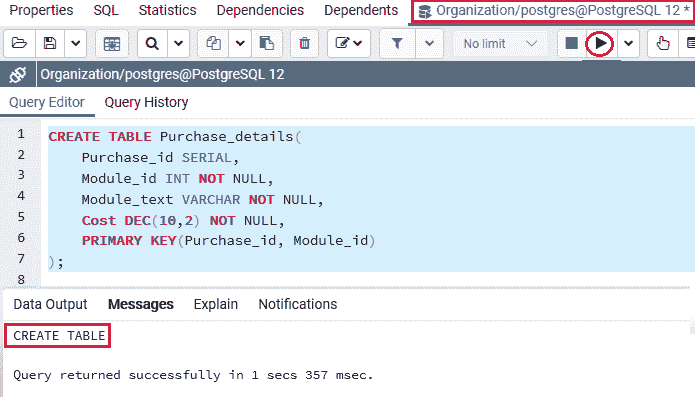 Properties SQL Statistics Dependencies Dependents Organization/postgres@PostgreSQL 12 *
No limit
Organization/postgres@PostgreSQL 12
Query Editor Query History
1 CREATE TABLE Purchase_details(
2 Purchase_id SERIAL,
3 Module_id INT NOT NULL,
4 Module_text VARCHAR NOT NULL,
5 Cost DEC(10,2) NOT NULL,
6 PRIMARY KEY(Purchase_id, Module_id)
7 );
8
Data Output Messages Explain Notifications
CREATE TABLE
Query returned successfully in 1 secs 357 msec.